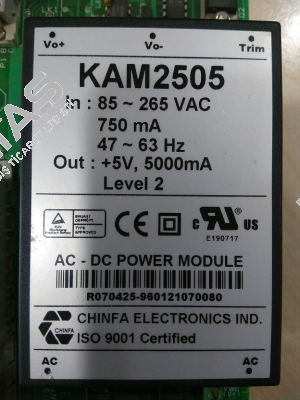 Vo+ Vo- Trim
KAM2505
In : 85 ~ 265 VAC
750 mA
47 ~ 63 Hz
Out : +5V, 5000mA
Level 2
c UL US
E190717
AC - DC POWER MODULE
R070425-960121070080
CHINFA ELECTRONICS IND.
CHINFA ISO 9001 Certified
AC AC